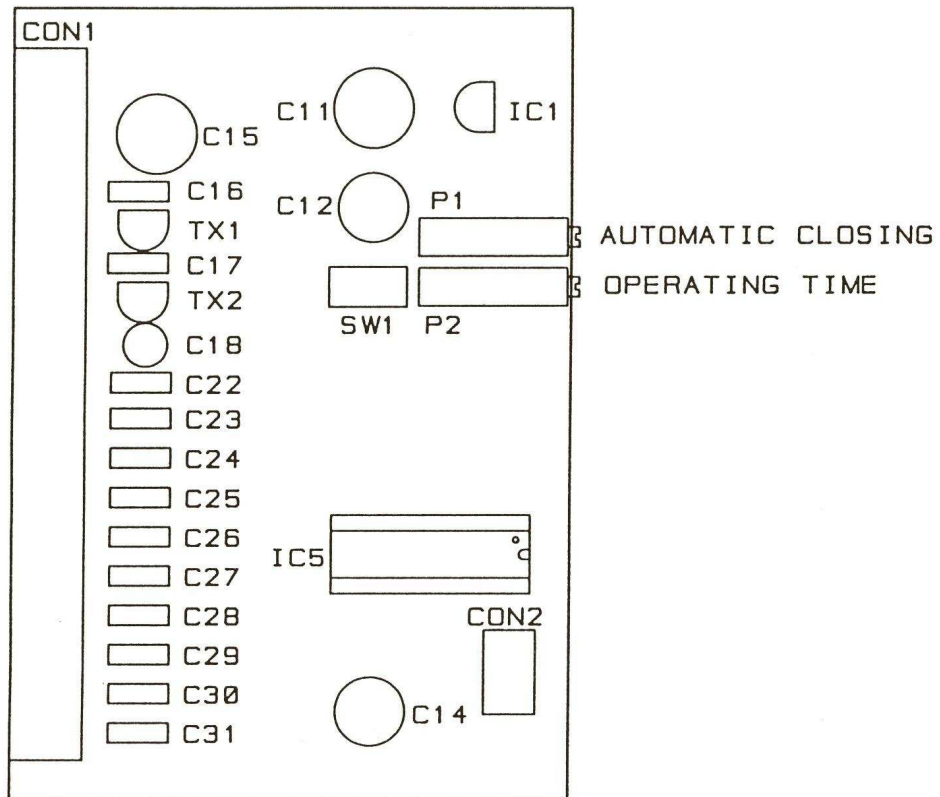 CON1
C11
IC1
C15
C16
C12
P1
TX1
AUTOMATIC CLOSING
C17
OPERATING TIME
TX2
SW1
P2
C18
C22
C23
C24
C25
C26
IC5
C27
C28
CON2
C29
C30
C14
C31